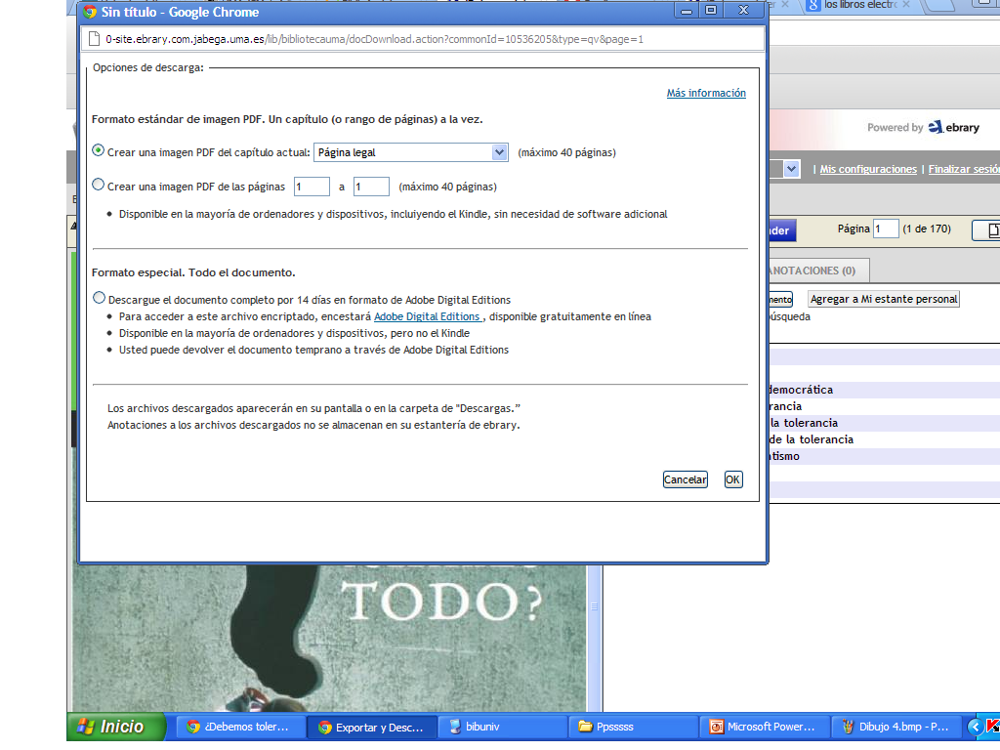 Sin título - Google Chrome
los libros electro
0-site.ebrary.com.jabega.uma.es/lib/bibliotecauma/docDownload.action?commonId=10536205&type=qv&page=1
Opciones de descarga:
Más información
Formato estándar de imagen PDF. Un capítulo (o rango de páginas) a la vez.
Crear una imagen PDF del capítulo actual: Página legal (máximo 40 páginas)
Crear una imagen PDF de las páginas 1 a 1 (máximo 40 páginas)
• Disponible en la mayoría de ordenadores y dispositivos, incluiyendo el Kindle, sin necesidad de software adicional
Formato especial. Todo el documento.
Descargue el documento completo por 14 días en formato de Adobe Digital Editions
• Para acceder a este archivo encriptado, encestará Adobe Digital Editions , disponible gratuitamente en línea
• Disponible en la mayoría de ordenadores y dispositivos, pero no el Kindle
• Usted puede devolver el documento temprano a través de Adobe Digital Editions
Los archivos descargados aparecerán en su pantalla o en la carpeta de "Descargas."
Anotaciones a los archivos descargados no se almacenan en su estantería de ebrary.
Cancelar OK
Powered by ebrary
| Mis configuraciones | Finalizar sesió
der Página 1 (1 de 170)
ANOTACIONES (0)
mento Agregar a Mi estante personal
búsqueda
democrática
rancia
la tolerancia
de la tolerancia
ntismo
TODO?
Inicio ¿Debemos toler... Exportar y Desc... bibuniv Ppsssss Microsoft Power... Dibujo 4.bmp - P...